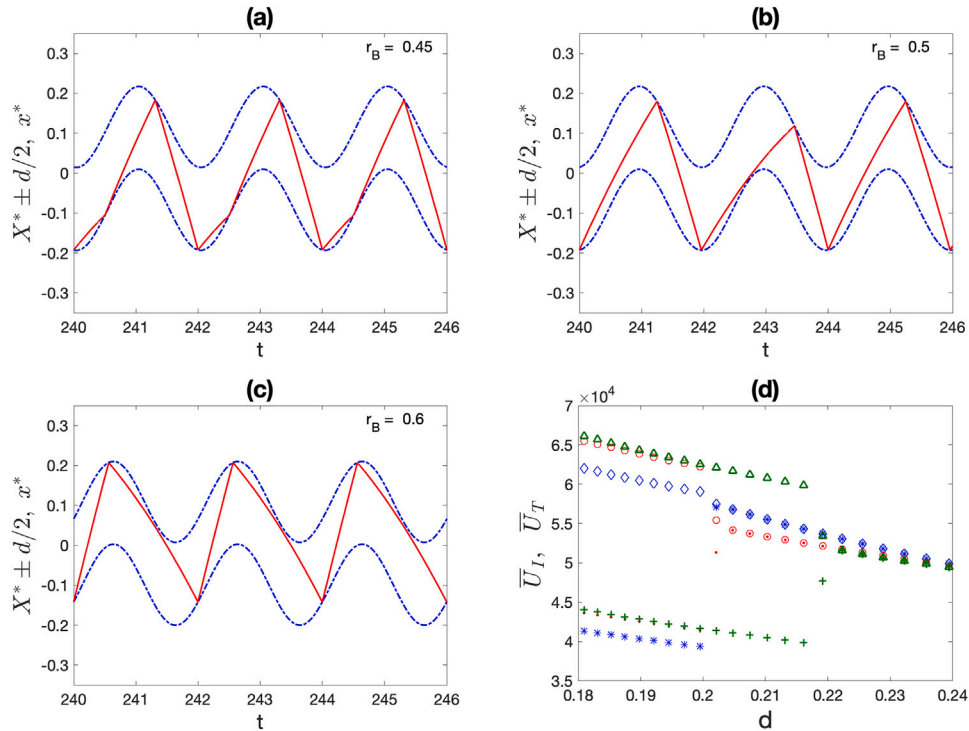 (a)
r_B = 0.45
0.3
0.2
0.1
0
-0.1
-0.2
-0.3
X* ± d/2, x*
240 241 242 243 244 245 246
t
(b)
r_B = 0.5
0.3
0.2
0.1
0
-0.1
-0.2
-0.3
X* ± d/2, x*
240 241 242 243 244 245 246
t
(c)
r_B = 0.6
0.3
0.2
0.1
0
-0.1
-0.2
-0.3
X* ± d/2, x*
240 241 242 243 244 245 246
t
(d)
×10⁴
7
6.5
6
5.5
5
4.5
4
3.5
U̅_I, U̅_T
0.18 0.19 0.2 0.21 0.22 0.23 0.24
d